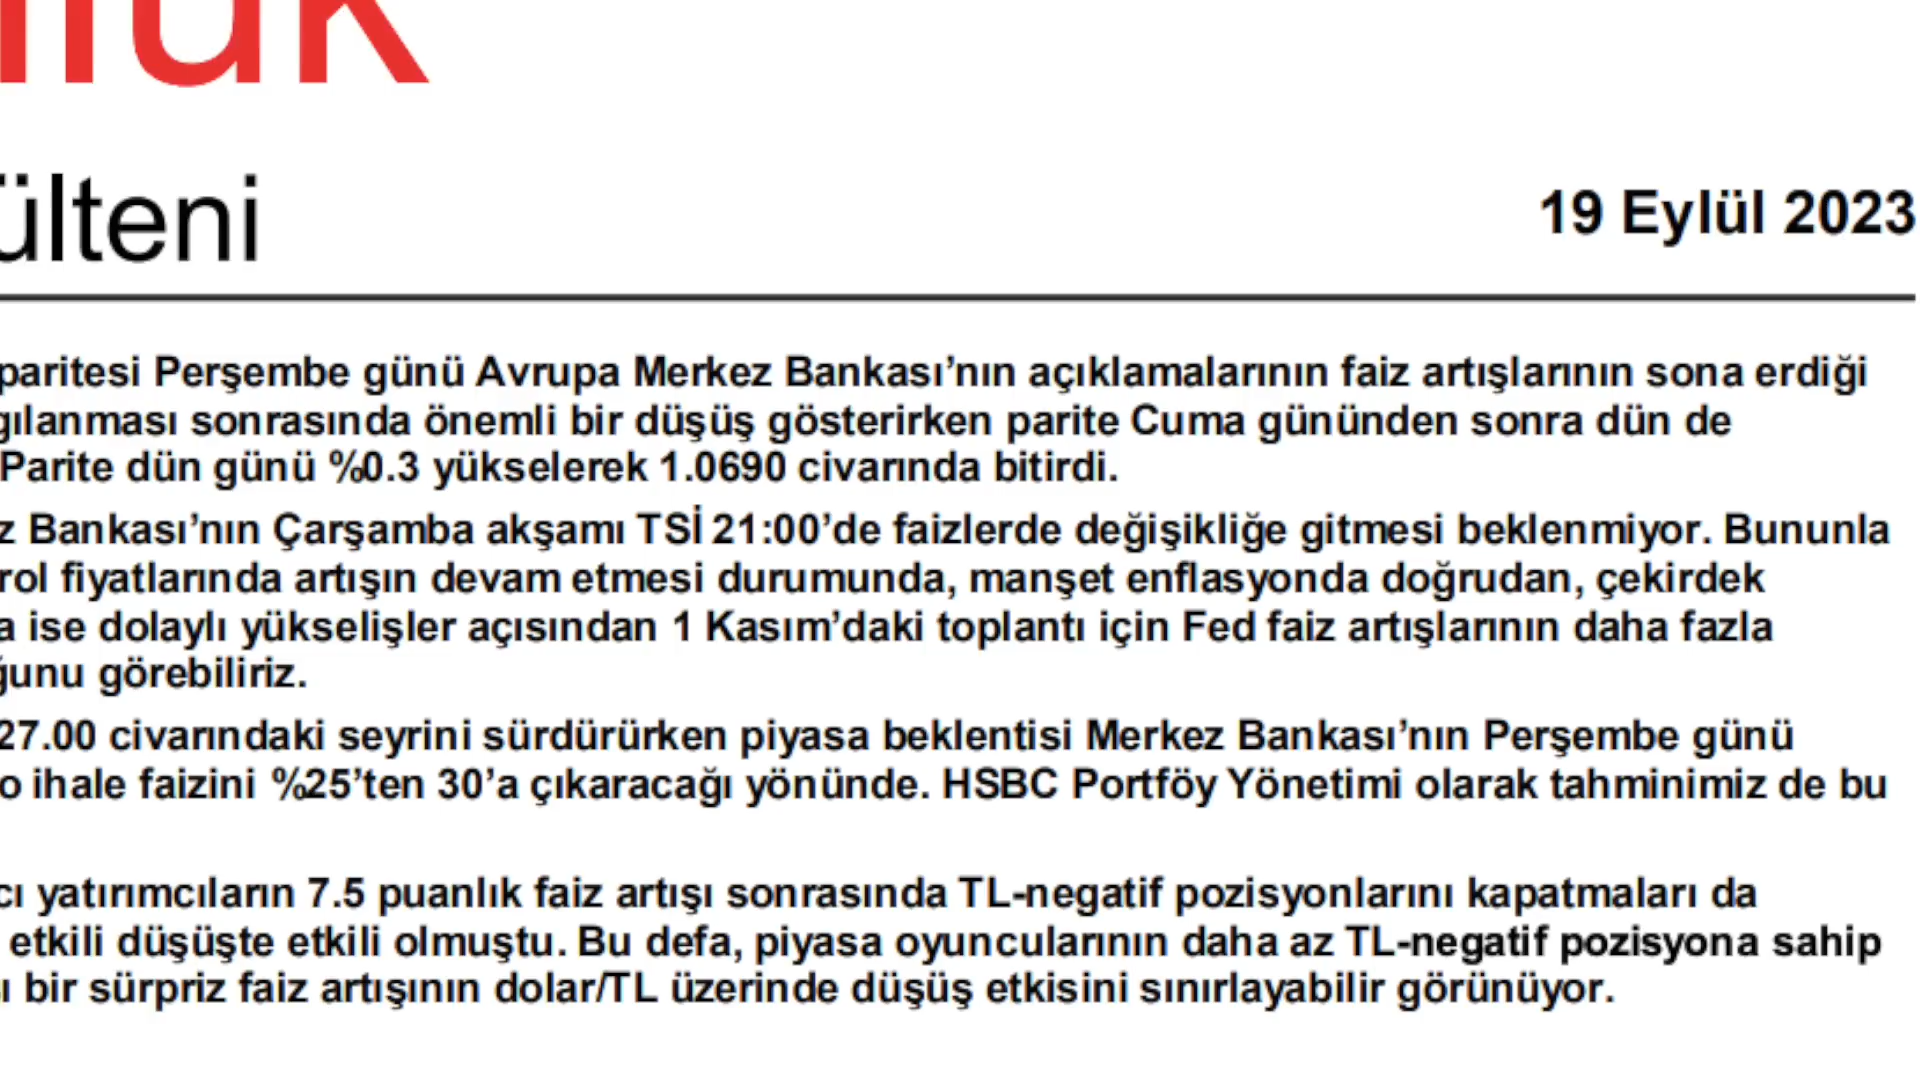 ülteni
19 Eylül 2023
paritesi Perşembe günü Avrupa Merkez Bankası’nın açıklamalarının faiz artışlarının sona erdiği
gılanması sonrasında önemli bir düşüş gösterirken parite Cuma gününden sonra dün de
Parite dün günü %0.3 yükselerek 1.0690 civarında bitirdi.
z Bankası’nın Çarşamba akşamı TSİ 21:00’de faizlerde değişikliğe gitmesi beklenmiyor. Bununla
rol fiyatlarında artışın devam etmesi durumunda, manşet enflasyonda doğrudan, çekirdek
a ise dolaylı yükselişler açısından 1 Kasım’daki toplantı için Fed faiz artışlarının daha fazla
ğunu görebiliriz.
27.00 civarındaki seyrini sürdürürken piyasa beklentisi Merkez Bankası’nın Perşembe günü
o ihale faizini %25’ten 30’a çıkaracağı yönünde. HSBC Portföy Yönetimi olarak tahminimiz de bu
cı yatırımcıların 7.5 puanlık faiz artışı sonrasında TL-negatif pozisyonlarını kapatmaları da
etkili düşüşte etkili olmuştu. Bu defa, piyasa oyuncularının daha az TL-negatif pozisyona sahip
ı bir sürpriz faiz artışının dolar/TL üzerinde düşüş etkisini sınırlayabilir görünüyor.